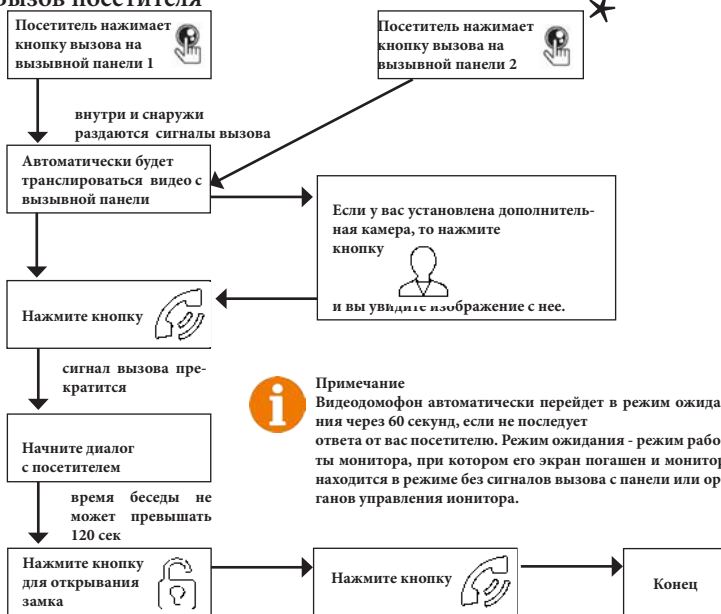 Вызов посетителя
Посетитель нажимает
кнопку вызова на
вызывной панели 1
Посетитель нажимает
кнопку вызова на
вызывной панели 2
внутри и снаружи
раздаются сигналы вызова
Автоматически будет
транслироваться видео с
вызывной панели
Если у вас установлена дополнитель-
ная камера, то нажмите
кнопку
и вы увидите изображение с нее.
Нажмите кнопку
сигнал вызова пре-
кратится
Примечание
Видеодомофон автоматически перейдет в режим ожида
ния через 60 секунд, если не последует
ответа от вас посетителю. Режим ожидания - режим рабо
ты монитора, при котором его экран погашен и монитор
находится в режиме без сигналов вызова с панели или ор
ганов управления ионитора.
Начните диалог
с посетителем
время беседы не
может превышать
120 сек
Нажмите кнопку
для открывания
замка
Нажмите кнопку
Конец